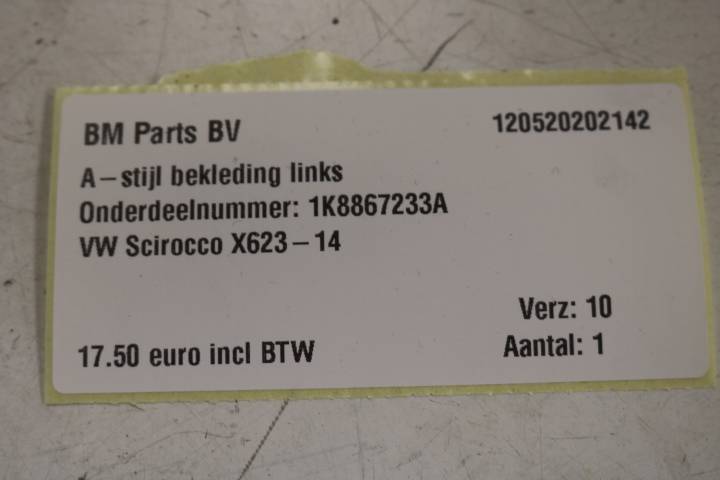 BM Parts BV 120520202142
A-stijl bekleding links
Onderdeelnummer: 1K8867233A
VW Scirocco X623-14
Verz: 10
17.50 euro incl BTW Aantal: 1